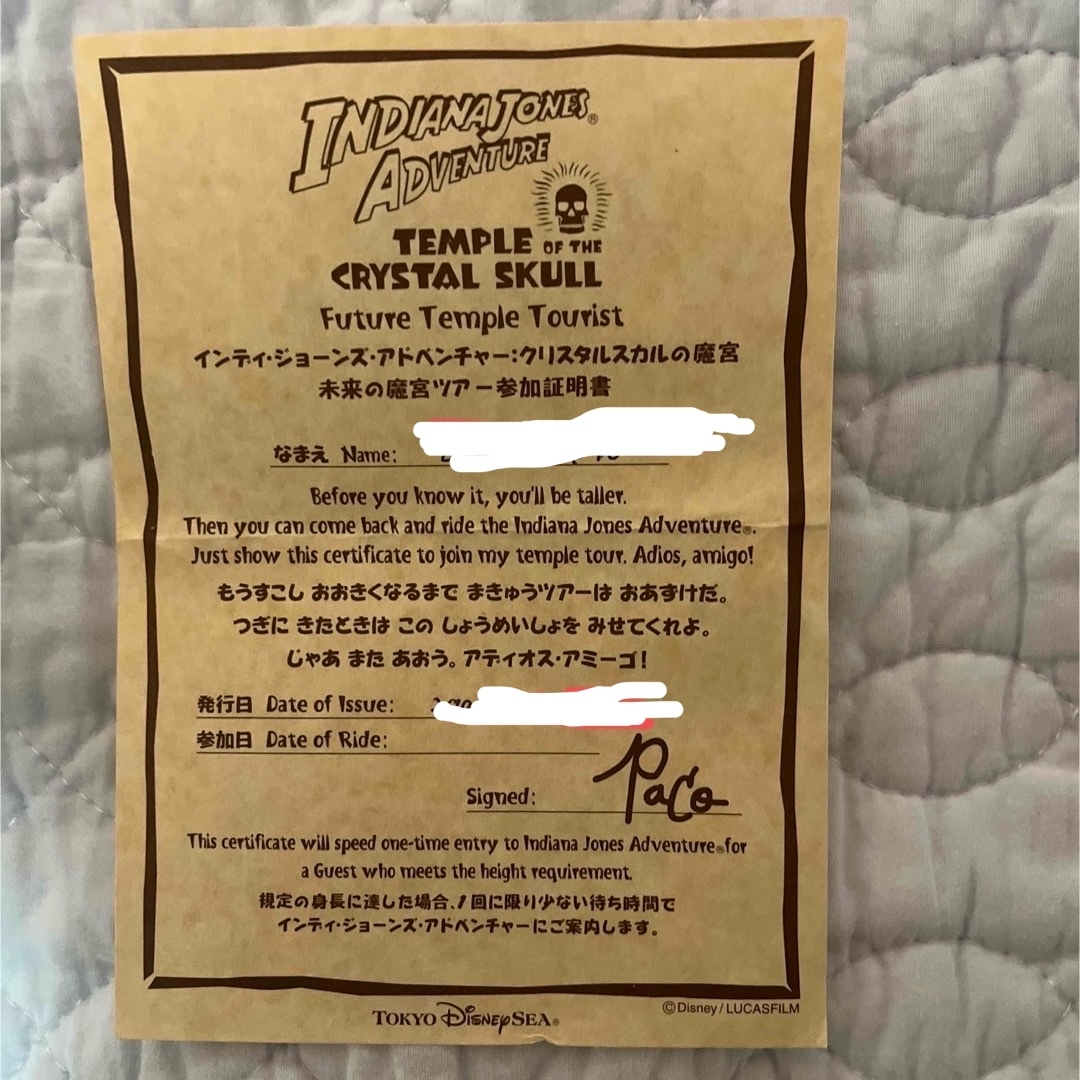 INDIANA JONES®
ADVENTURE
TEMPLE OF THE
CRYSTAL SKULL
Future Temple Tourist
インディ・ジョーンズ・アドベンチャー：クリスタルスカルの魔宮
未来の魔宮ツアー参加証明書
なまえ Name:
Before you know it, you'll be taller.
Then you can come back and ride the Indiana Jones Adventure®.
Just show this certificate to join my temple tour. Adios, amigo!
もうすこし おおきくなるまで まきゅうツアーは おあずけだ。
つぎに きたときは この しょうめいしょを みせてくれよ。
じゃあ また あおう。アディオス・アミーゴ！
発行日 Date of Issue:
参加日 Date of Ride:
Signed: Paco
This certificate will speed one-time entry to Indiana Jones Adventure® for
a Guest who meets the height requirement.
規定の身長に達した場合、1回に限り少ない待ち時間で
インディ・ジョーンズ・アドベンチャーにご案内します。
©Disney/LUCASFILM
TOKYO DisneySEA®